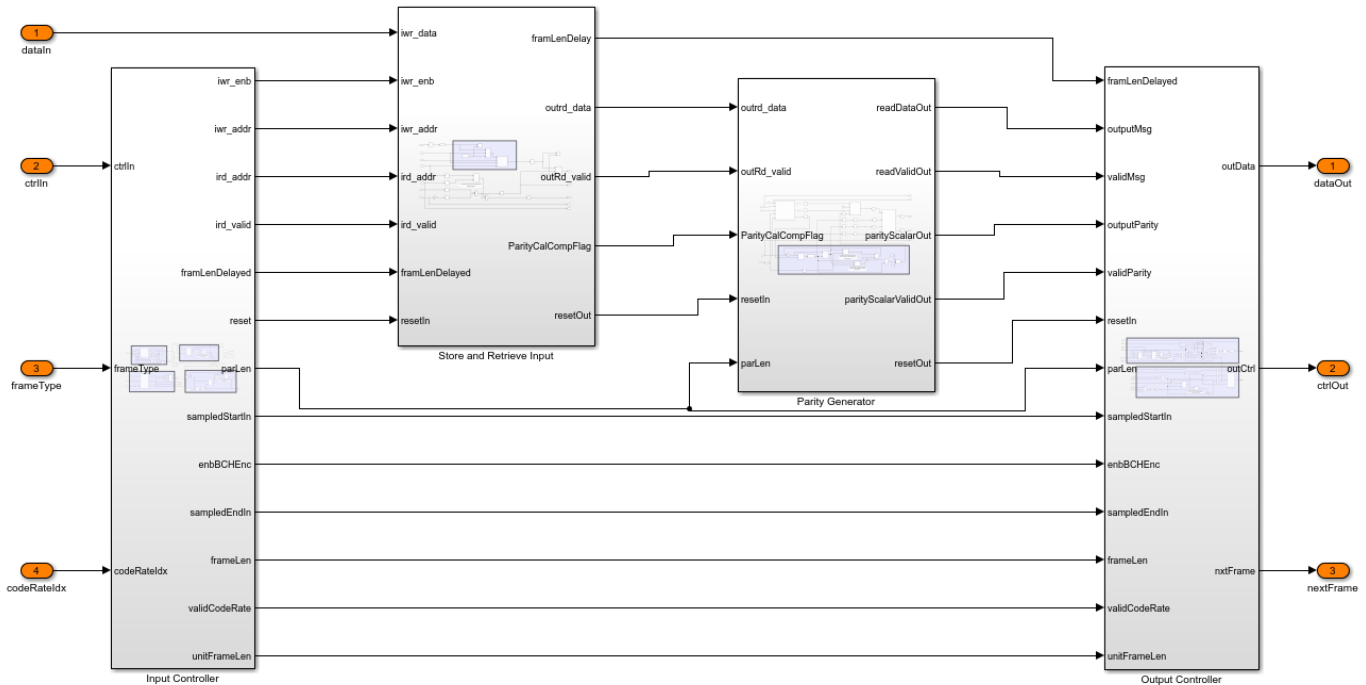 1
dataIn
2
ctrlIn
3
frameType
4
codeRateIdx
ctrlIn
frameType
codeRateIdx
iwr_enb
iwr_addr
ird_addr
ird_valid
framLenDelayed
reset
parLen
sampledStartIn
enbBCHEnc
sampledEndIn
frameLen
validCodeRate
unitFrameLen
Input Controller
iwr_data
iwr_enb
iwr_addr
ird_addr
ird_valid
framLenDelayed
resetIn
framLenDelay
outrd_data
outRd_valid
ParityCalCompFlag
resetOut
Store and Retrieve Input
outrd_data
outRd_valid
ParityCalCompFlag
resetIn
parLen
readDataOut
readValidOut
parityScalarOut
parityScalarValidOut
resetOut
Parity Generator
framLenDelayed
outputMsg
validMsg
outputParity
validParity
resetIn
parLen
sampledStartIn
enbBCHEnc
sampledEndIn
frameLen
validCodeRate
unitFrameLen
outData
outCtrl
nxtFrame
Output Controller
1
dataOut
2
ctrlOut
3
nextFrame